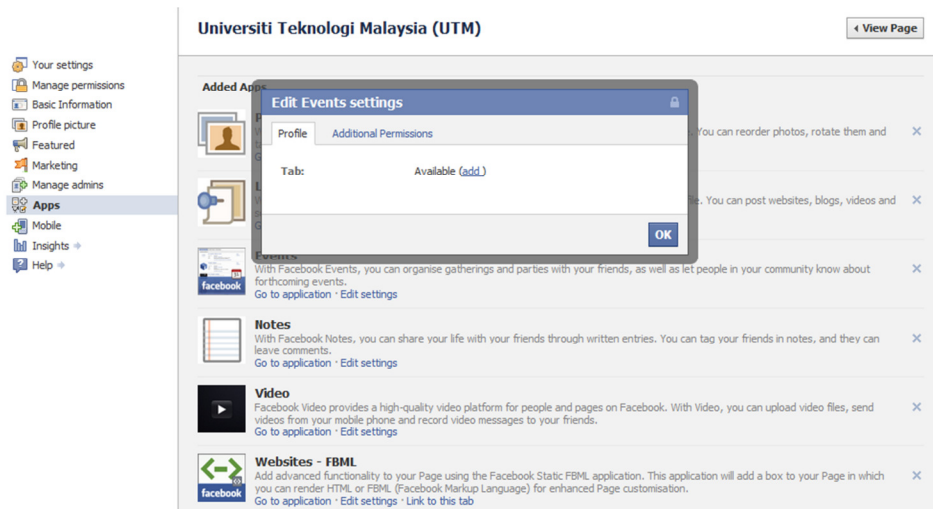 Universiti Teknologi Malaysia (UTM)
View Page
Your settings
Manage permissions
Basic Information
Profile picture
Featured
Marketing
Manage admins
Apps
Mobile
Insights
Help
Added Apps
Edit Events settings
Profile
Additional Permissions
Tab:
Available (add )
OK
You can reorder photos, rotate them and
You can post websites, blogs, videos and
Events
With Facebook Events, you can organise gatherings and parties with your friends, as well as let people in your community know about
forthcoming events.
Go to application · Edit settings
Notes
With Facebook Notes, you can share your life with your friends through written entries. You can tag your friends in notes, and they can
leave comments.
Go to application · Edit settings
Video
Facebook Video provides a high-quality video platform for people and pages on Facebook. With Video, you can upload video files, send
videos from your mobile phone and record video messages to your friends.
Go to application · Edit settings
Websites - FBML
Add advanced functionality to your Page using the Facebook Static FBML application. This application will add a box to your Page in which
you can render HTML or FBML (Facebook Markup Language) for enhanced Page customisation.
Go to application · Edit settings · Link to this tab
facebook
facebook